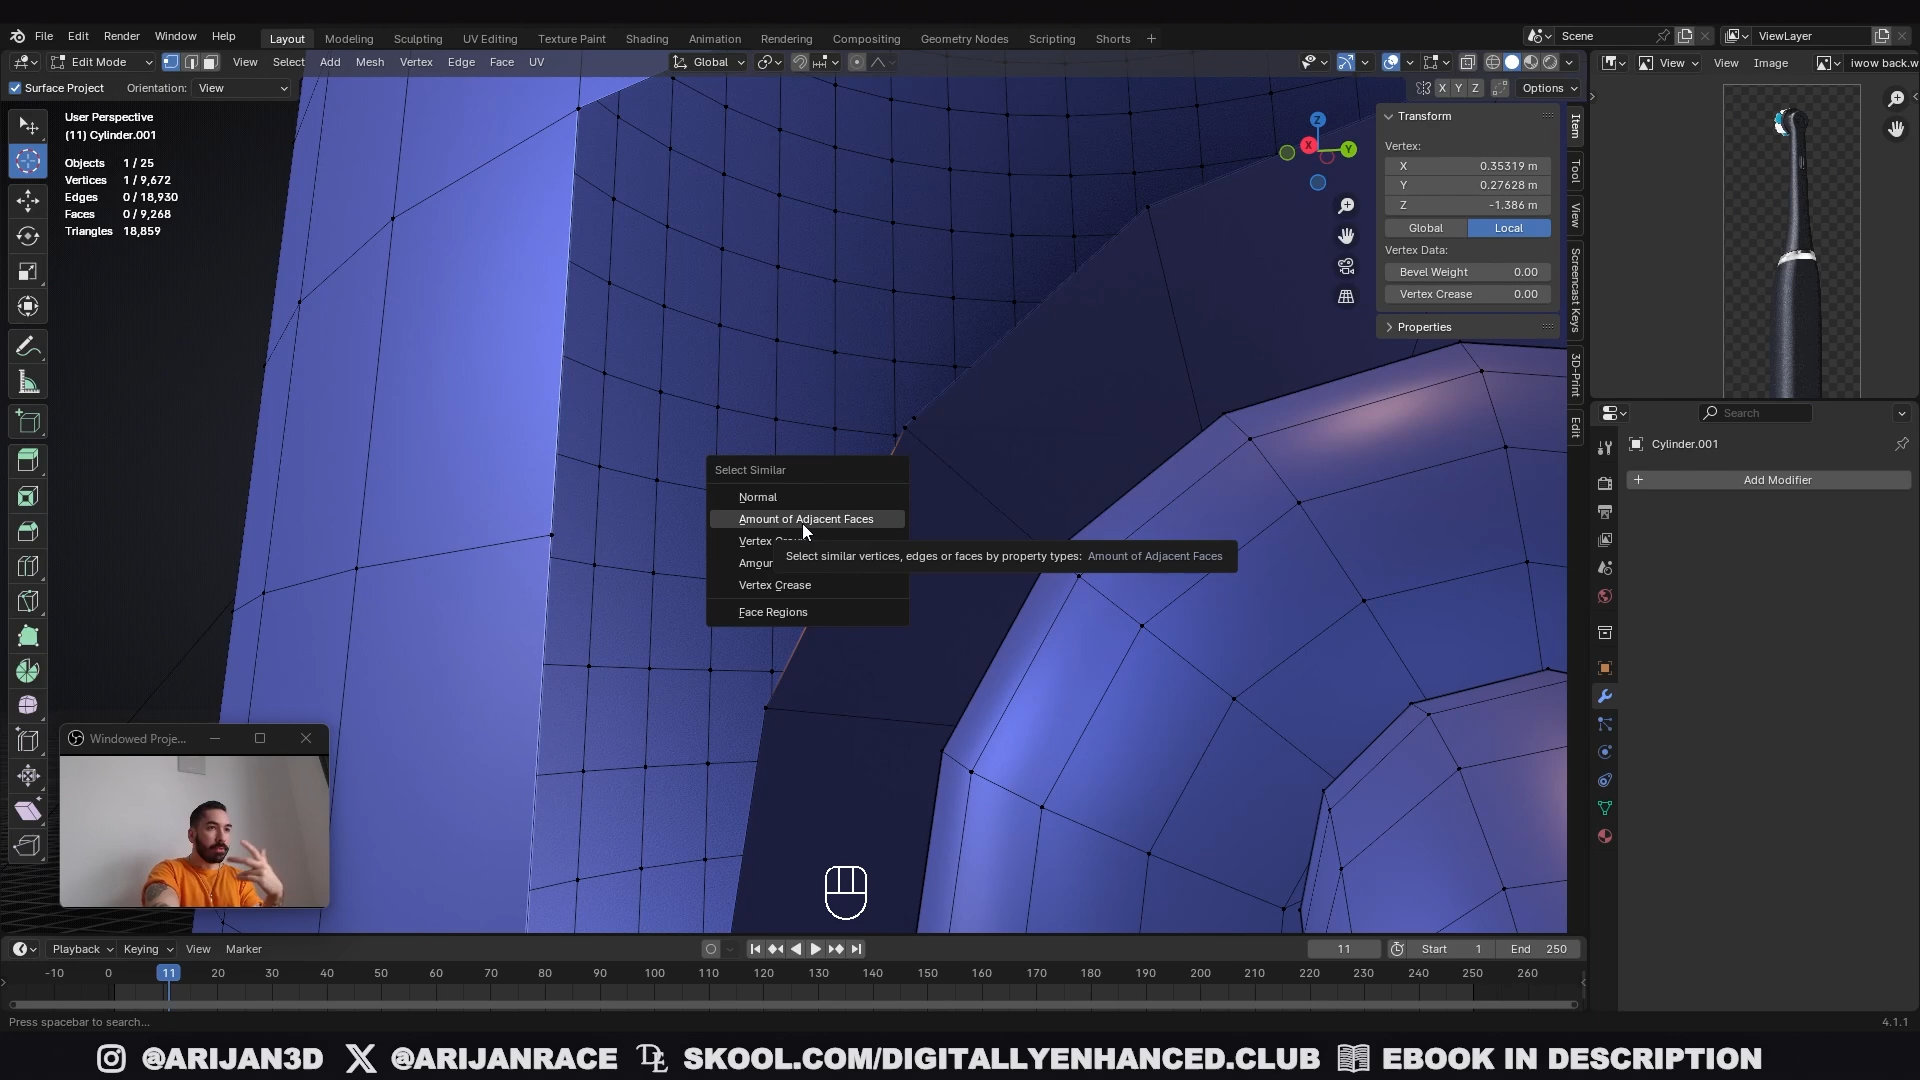 File Edit Render Window Help
Layout Modeling Sculpting UV Editing Texture Paint Shading Animation Rendering Compositing Geometry Nodes Scripting Shorts +
Scene
ViewLayer
Edit Mode View Select Add Mesh Vertex Edge Face UV
Global
View View Image
iwow back.w
Surface Project Orientation: View
X Y Z Options
User Perspective
(11) Cylinder.001
Objects 1 / 25
Vertices 1 / 9,672
Edges 0 / 18,930
Faces 0 / 9,268
Triangles 18,859
Z
X
Y
Transform
Vertex:
X 0.35319 m
Y 0.27628 m
Z -1.386 m
Global Local
Vertex Data:
Bevel Weight 0.00
Vertex Crease 0.00
Properties
Item
Tool
View
Screencast Keys
3D-Print
Edit
Search
Cylinder.001
+ Add Modifier
Select Similar
Normal
Amount of Adjacent Faces
Vertex
Amour
Vertex Crease
Face Regions
Select similar vertices, edges or faces by property types: Amount of Adjacent Faces
Windowed Proje...
Playback Keying View Marker
11 Start 1 End 250
-10 0 11 20 30 40 50 60 70 80 90 100 110 120 130 140 150 160 170 180 190 200 210 220 230 240 250 260
Press spacebar to search...
4.1.1
@ARIJAN3D @ARIJANRACE SKOOL.COM/DIGITALLYENHANCED.CLUB EBOOK IN DESCRIPTION